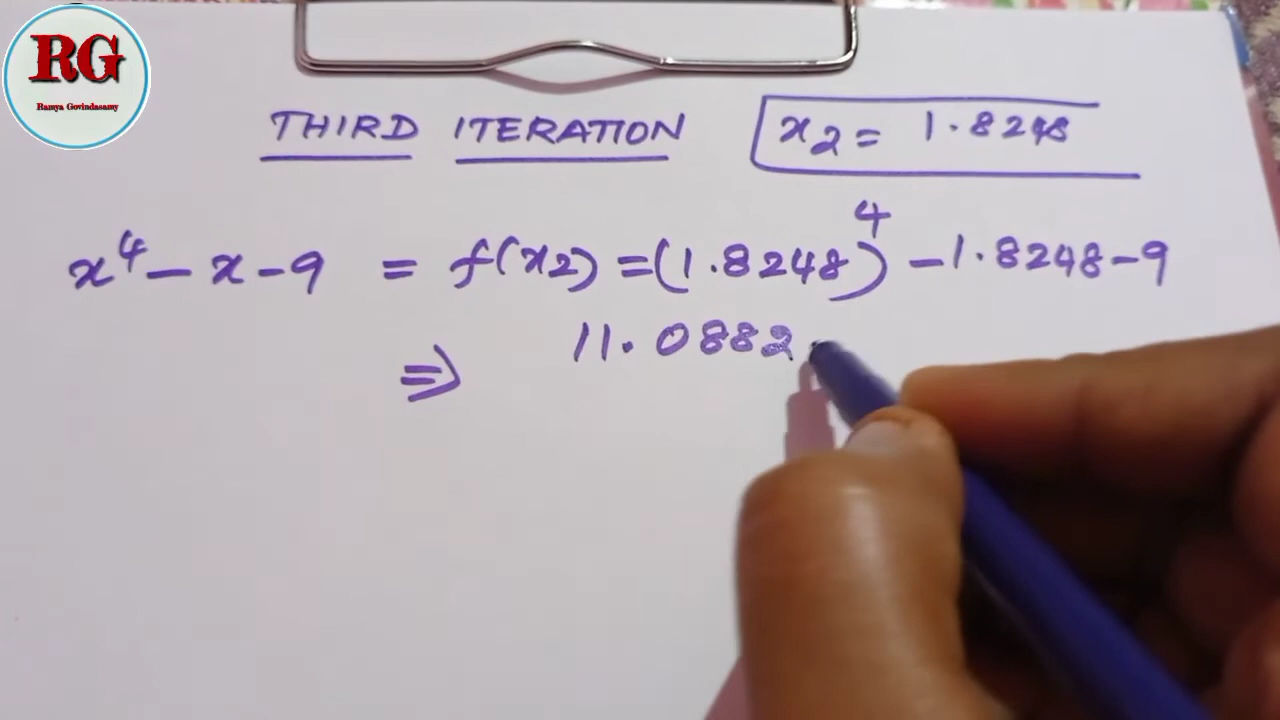 RG
Ramya Govindasamy
THIRD ITERATION x2 = 1.8248
x⁴ - x - 9 = f(x2) = (1.8248)⁴ - 1.8248 - 9
⇒ 11.0882